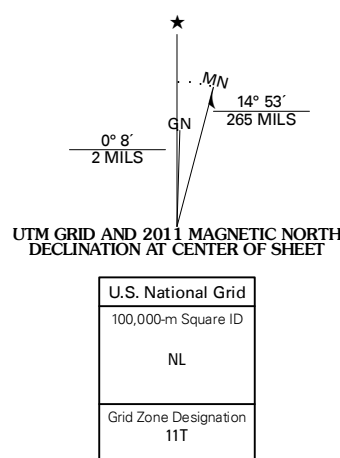 MN
GN
14° 53´
265 MILS
0° 8´
2 MILS
UTM GRID AND 2011 MAGNETIC NORTH
DECLINATION AT CENTER OF SHEET
U.S. National Grid
100,000-m Square ID
NL
Grid Zone Designation
11T